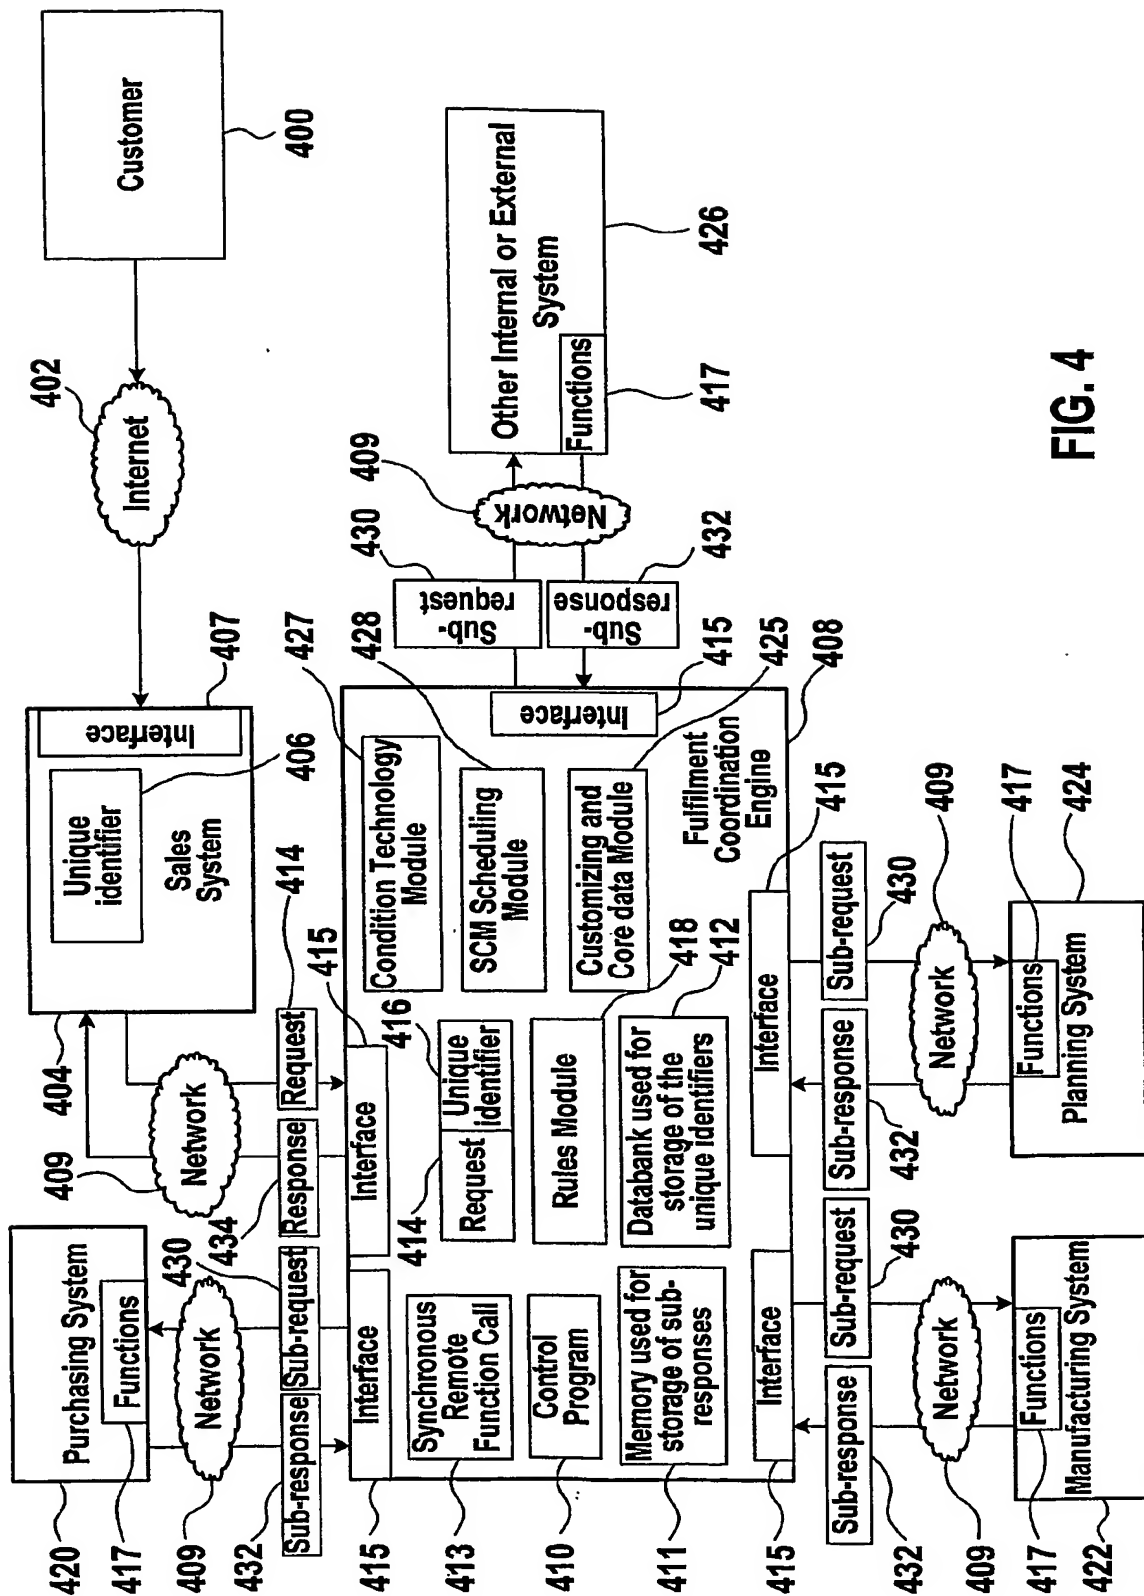 Customer
400
402
Internet
407
Interface
406
Unique
identifier
Sales
System
404
414
409
Network
Request
Response
434
Purchasing System
Functions
420
417
409
Network
430
Sub-request
Sub-response
432
415
Interface
415
Interface
Synchronous
Remote
Function Call
413
Control
Program
410
Memory used for
storage of sub-
responses
411
414
416
Request
Unique
identifier
Rules Module
418
Databank used for
storage of the
unique identifiers
412
Condition Technology
Module
427
SCM Scheduling
Module
428
Customizing and
Core data Module
425
Fulfilment
Coordination
Engine
408
Interface
415
Sub-
request
430
Sub-
response
432
409
Network
Other Internal or External
System
Functions
417
426
Interface
415
Interface
415
Sub-response
432
Sub-request
430
Network
409
Functions
417
Manufacturing System
422
Sub-response
432
Sub-request
430
Network
409
Functions
417
Planning System
424
FIG. 4